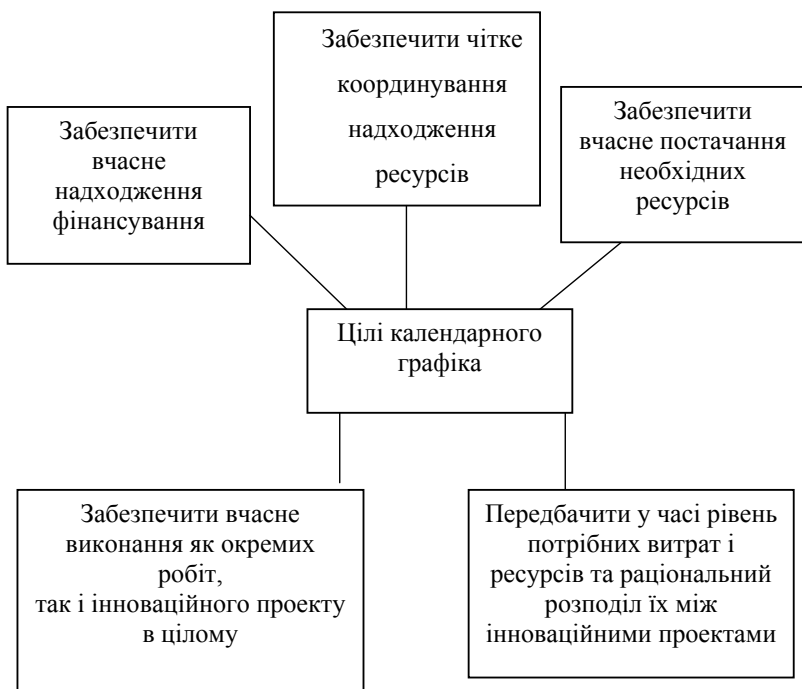 Забезпечити
вчасне
надходження
фінансування
Забезпечити чітке
координування
надходження
ресурсів
Забезпечити
вчасне постачання
необхідних
ресурсів
Цілі календарного
графіка
Забезпечити вчасне
виконання як окремих
робіт,
так і інноваційного проекту
в цілому
Передбачити у часі рівень
потрібних витрат і
ресурсів та раціональний
розподіл їх між
інноваційними проектами